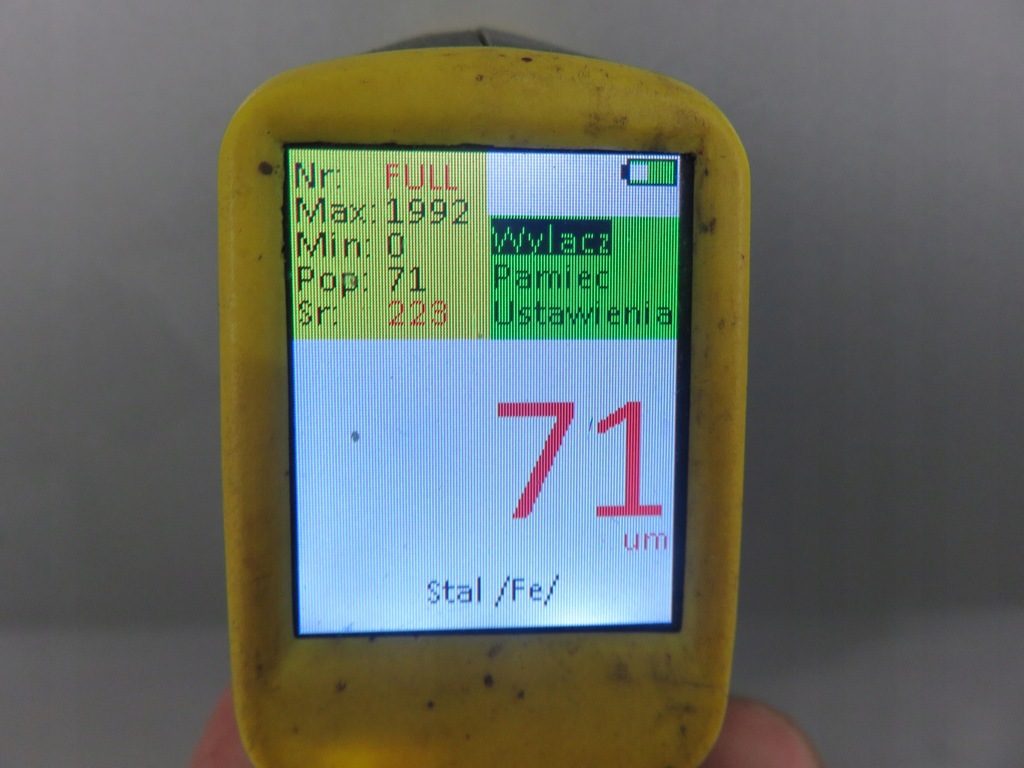 Nr: FULL
Max: 1992
Min: 0
Pop: 71
Sr: 223
Wylacz
Pamiec
Ustawienia
71
um
Stal /Fe/